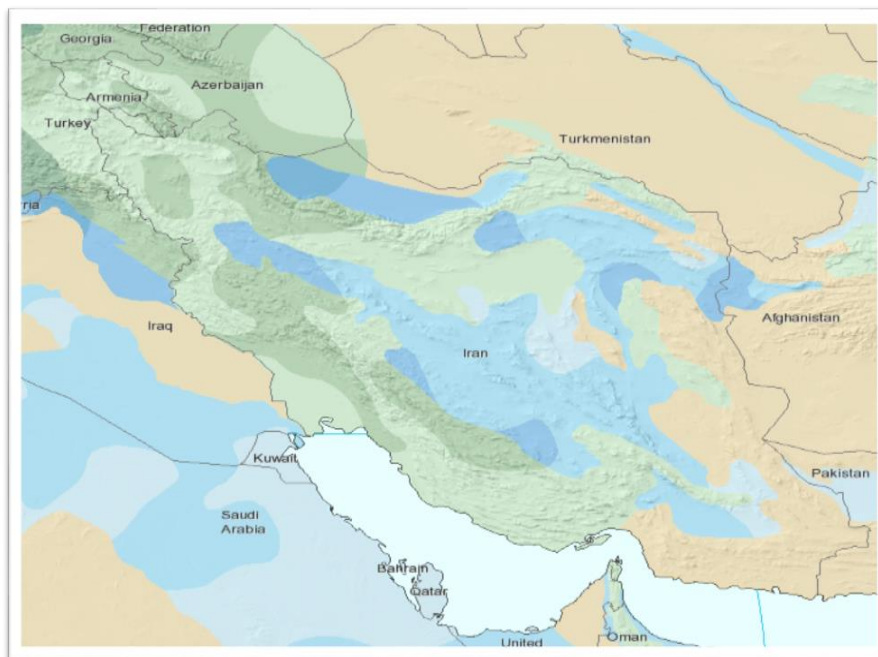 Federation
Georgia
Azerbaijan
Armenia
Turkey
Turkmenistan
ria
Iraq
Iran
Afghanistan
Kuwait
Pakistan
Saudi
Arabia
Bahrain
Qatar
United
Oman